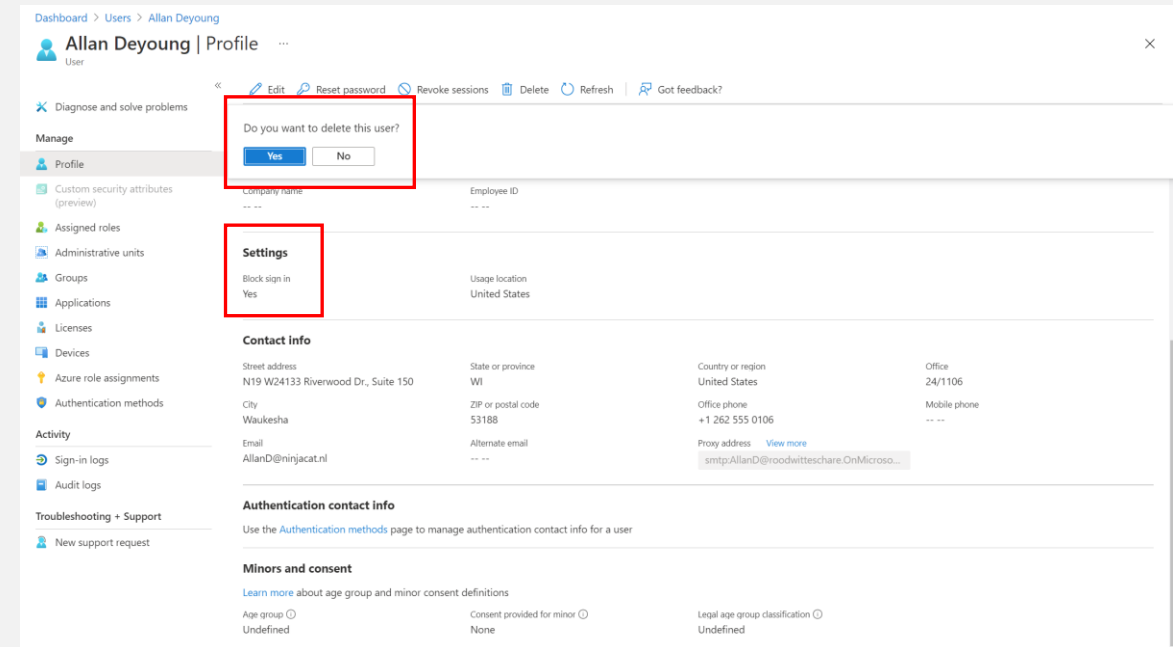 Dashboard > Users > Allan Deyoung
Allan Deyoung | Profile ...
User
«
Edit Reset password Revoke sessions Delete Refresh Got feedback?
Do you want to delete this user?
Yes No
Diagnose and solve problems
Manage
Profile
Custom security attributes
(preview)
Assigned roles
Administrative units
Groups
Applications
Licenses
Devices
Azure role assignments
Authentication methods
Activity
Sign-in logs
Audit logs
Troubleshooting + Support
New support request
Company name Employee ID
-- -- -- --
Settings
Block sign in Usage location
Yes United States
Contact info
Street address State or province Country or region Office
N19 W24133 Riverwood Dr., Suite 150 WI United States 24/1106
City ZIP or postal code Office phone Mobile phone
Waukesha 53188 +1 262 555 0106 -- --
Email Alternate email Proxy address View more
AllanD@ninjacat.nl -- -- smtp:AllanD@roodwitteschare.OnMicroso...
Authentication contact info
Use the Authentication methods page to manage authentication contact info for a user
Minors and consent
Learn more about age group and minor consent definitions
Age group Consent provided for minor Legal age group classification
Undefined None Undefined